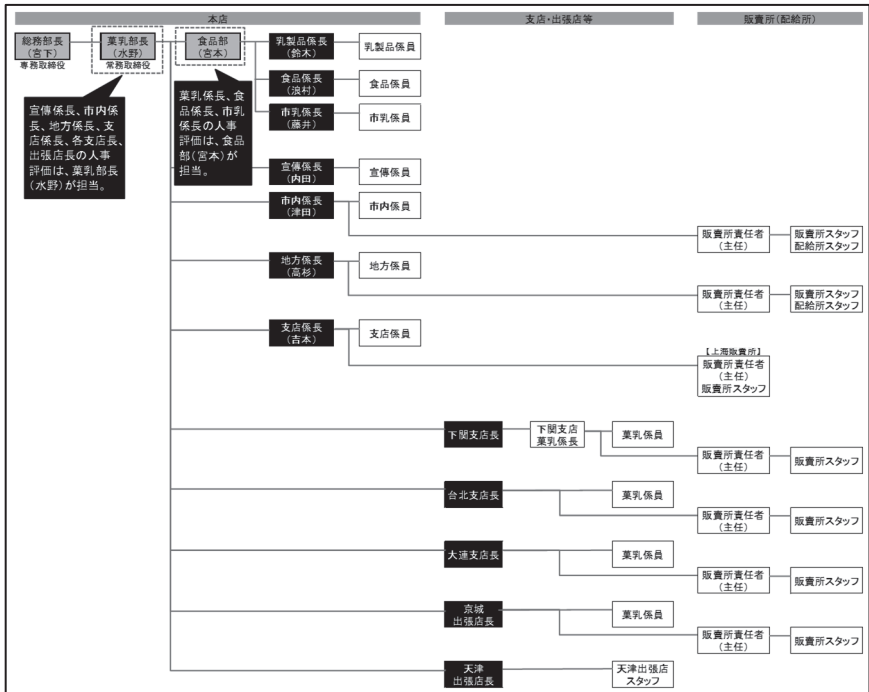 本店
支店・出張店等
販賣所(配給所)
総務部長
(宮下)
専務取締役
菓乳部長
(水野)
常務取締役
食品部
(宮本)
乳製品係長
(鈴木)
乳製品係員
食品係長
(浪村)
食品係員
市乳係長
(藤井)
市乳係員
宣傳係長、市内係
長、地方係長、支
店係長、各支店長、
出張店長の人事
評価は、菓乳部長
(水野)が担当。
菓乳係長、食
品係長、市乳
係長の人事
評価は、食品
部(宮本)が
担当。
宣傳係長
(内田)
宣傳係員
市内係長
(津田)
市内係員
販賣所責任者
(主任)
販賣所スタッフ
配給所スタッフ
地方係長
(高杉)
地方係員
販賣所責任者
(主任)
販賣所スタッフ
配給所スタッフ
支店係長
(吉本)
支店係員
【上海販賣所】
販賣所責任者
(主任)
販賣所スタッフ
下関支店長
下関支店
菓乳係長
菓乳係員
販賣所責任者
(主任)
販賣所スタッフ
台北支店長
菓乳係員
販賣所責任者
(主任)
販賣所スタッフ
大連支店長
菓乳係員
販賣所責任者
(主任)
販賣所スタッフ
京城
出張店長
菓乳係員
販賣所責任者
(主任)
販賣所スタッフ
天津
出張店長
天津出張店
スタッフ